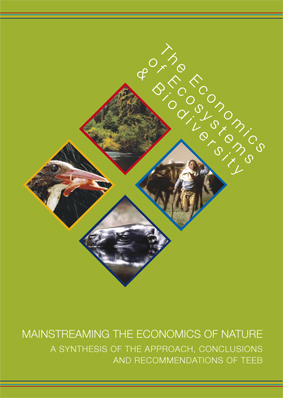 The Economics
of Ecosystems
& Biodiversity
MAINSTREAMING THE ECONOMICS OF NATURE
A SYNTHESIS OF THE APPROACH, CONCLUSIONS
AND RECOMMENDATIONS OF TEEB